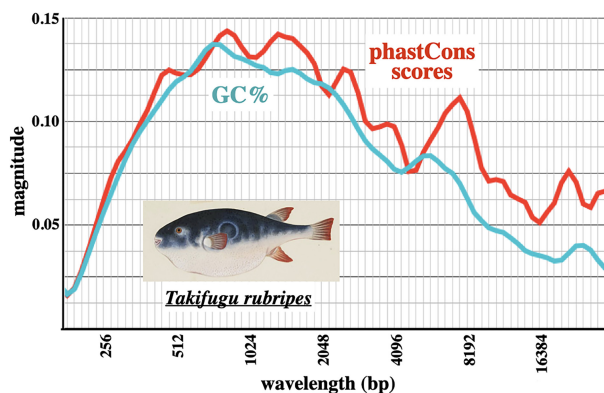 0.15
phastCons
scores
GC%
0.10
magnitude
0.05
Takifugu rubripes
256
512
1024
2048
4096
8192
16384
wavelength (bp)